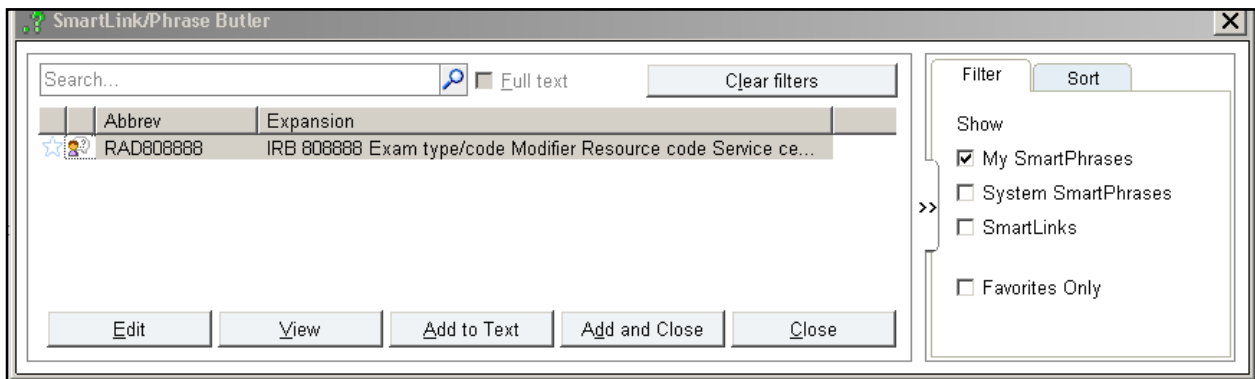 SmartLink/Phrase Butler
Search...
Full text
Clear filters
Abbrev Expansion
RAD808888 IRB 808888 Exam type/code Modifier Resource code Service ce...
Edit View Add to Text Add and Close Close
>>
Filter Sort
Show
My SmartPhrases
System SmartPhrases
SmartLinks
Favorites Only